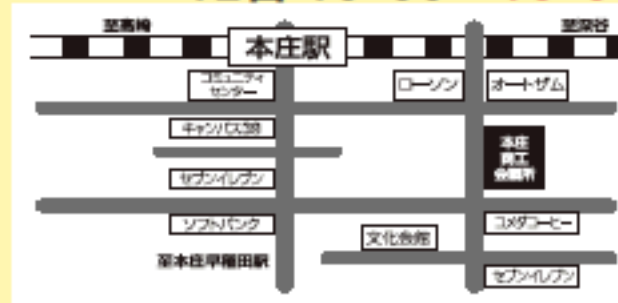 至高崎
至深谷
本庄駅
コミュニティ
センター
ローソン
オートザム
キャンパス
本庄
商工
会議所
セブンイレブン
ソフトバンク
文化会館
コメダコーヒー
至本庄早稲田駅
セブンイレブン